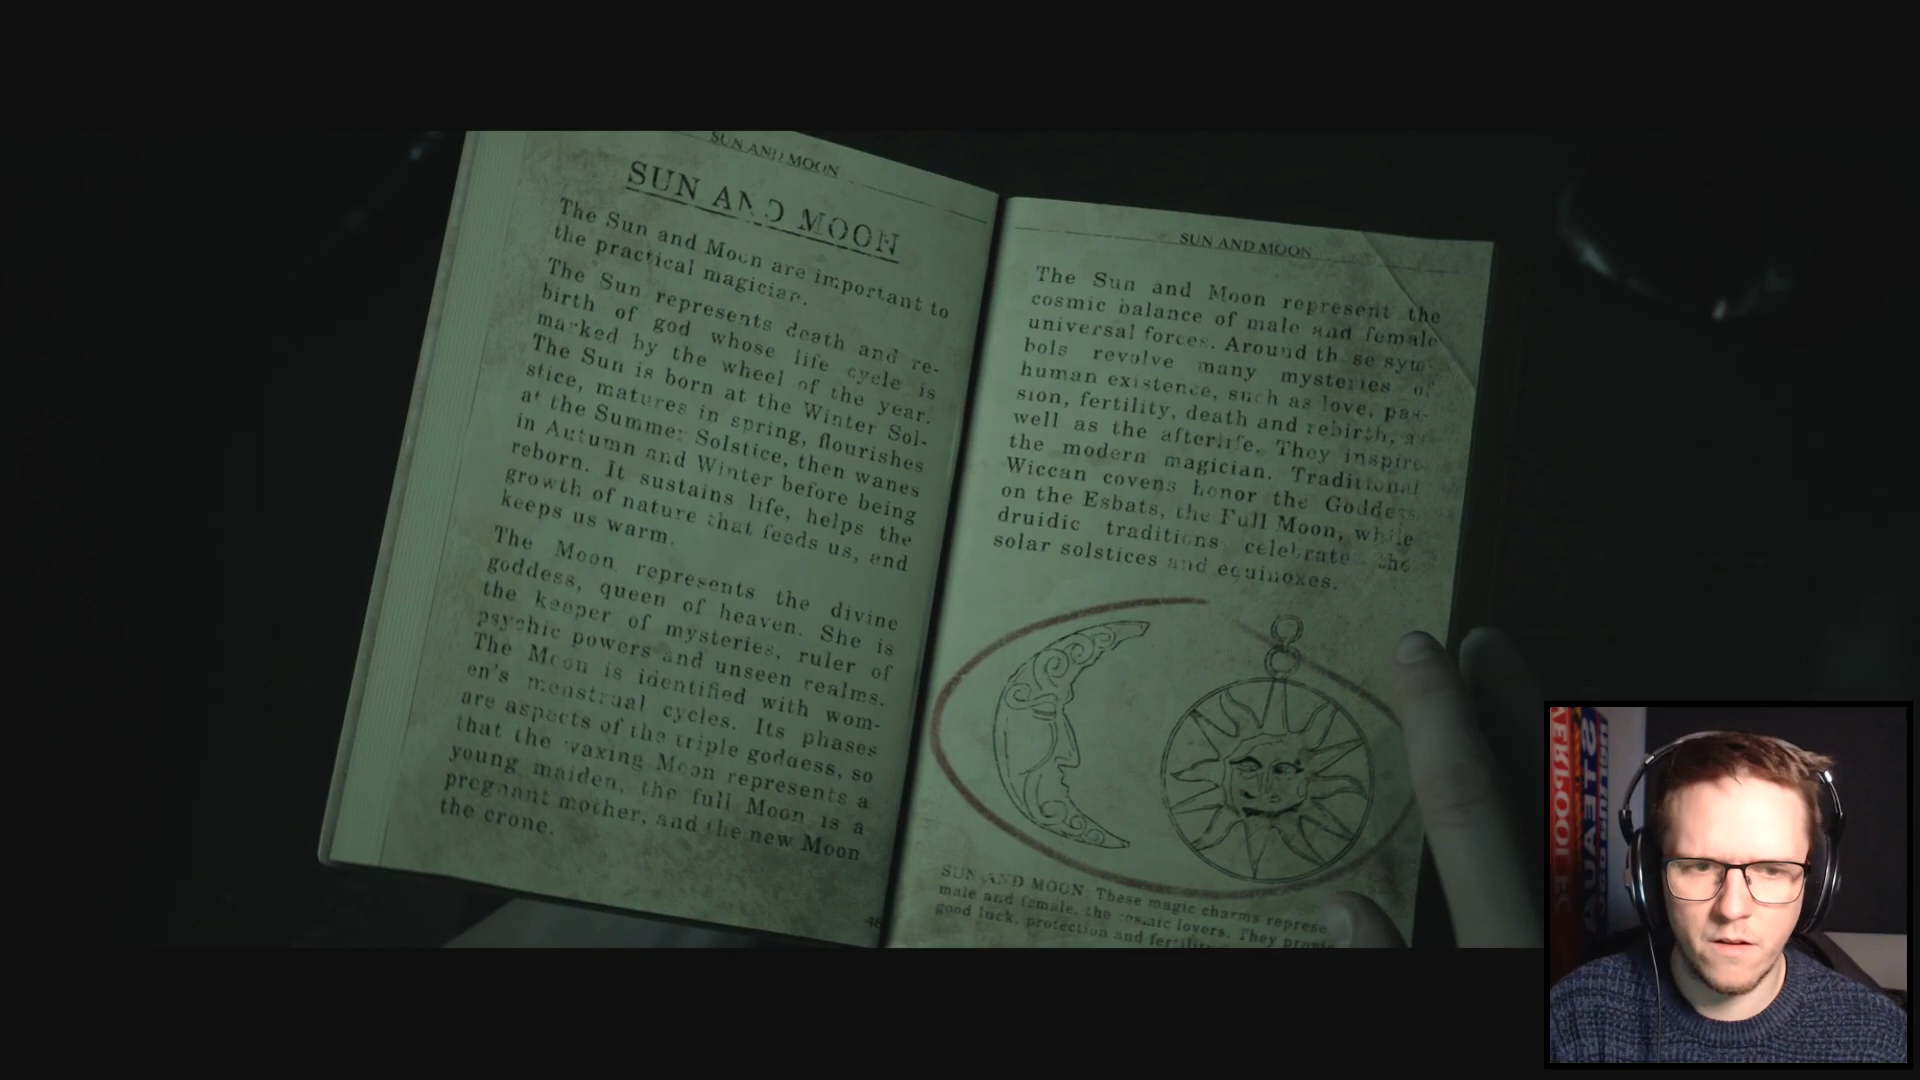 SUN AND MOON
SUN AND MOON
The Sun and Moon are important to
the practical magician.
The Sun represents death and re-
birth of god whose life cycle is
marked by the wheel of the year.
The Sun is born at the Winter Sol-
stice, matures in spring, flourishes
at the Summer Solstice, then wanes
in Autumn and Winter before being
reborn. It sustains life, helps the
growth of nature that feeds us, and
keeps us warm.
The Moon represents the divine
goddess, queen of heaven. She is
the keeper of mysteries, ruler of
psychic powers and unseen realms.
The Moon is identified with wom-
en's menstrual cycles. Its phases
are aspects of the triple goddess, so
that the waxing Moon represents a
young maiden, the full Moon is a
pregnant mother, and the new Moon
the crone.
48
SUN AND MOON
The Sun and Moon represent the
cosmic balance of male and female
universal forces. Around these sym-
bols revolve many mysteries of
human existence, such as love, pas-
sion, fertility, death and rebirth, as
well as the afterlife. They inspire
the modern magician. Traditional
Wiccan covens honor the Goddess
on the Esbats, the Full Moon, while
druidic traditions celebrate the
solar solstices and equinoxes.
SUN AND MOON. These magic charms represe
male and female, the cosmic lovers. They provi
good luck, protection and fertility